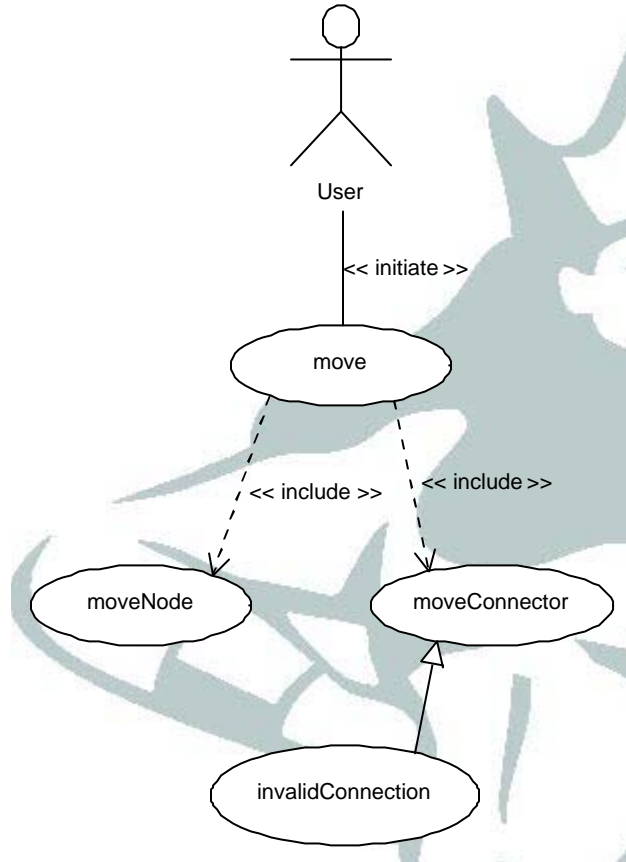 User
<< initiate >>
move
<< include >>
<< include >>
moveNode
moveConnector
invalidConnection